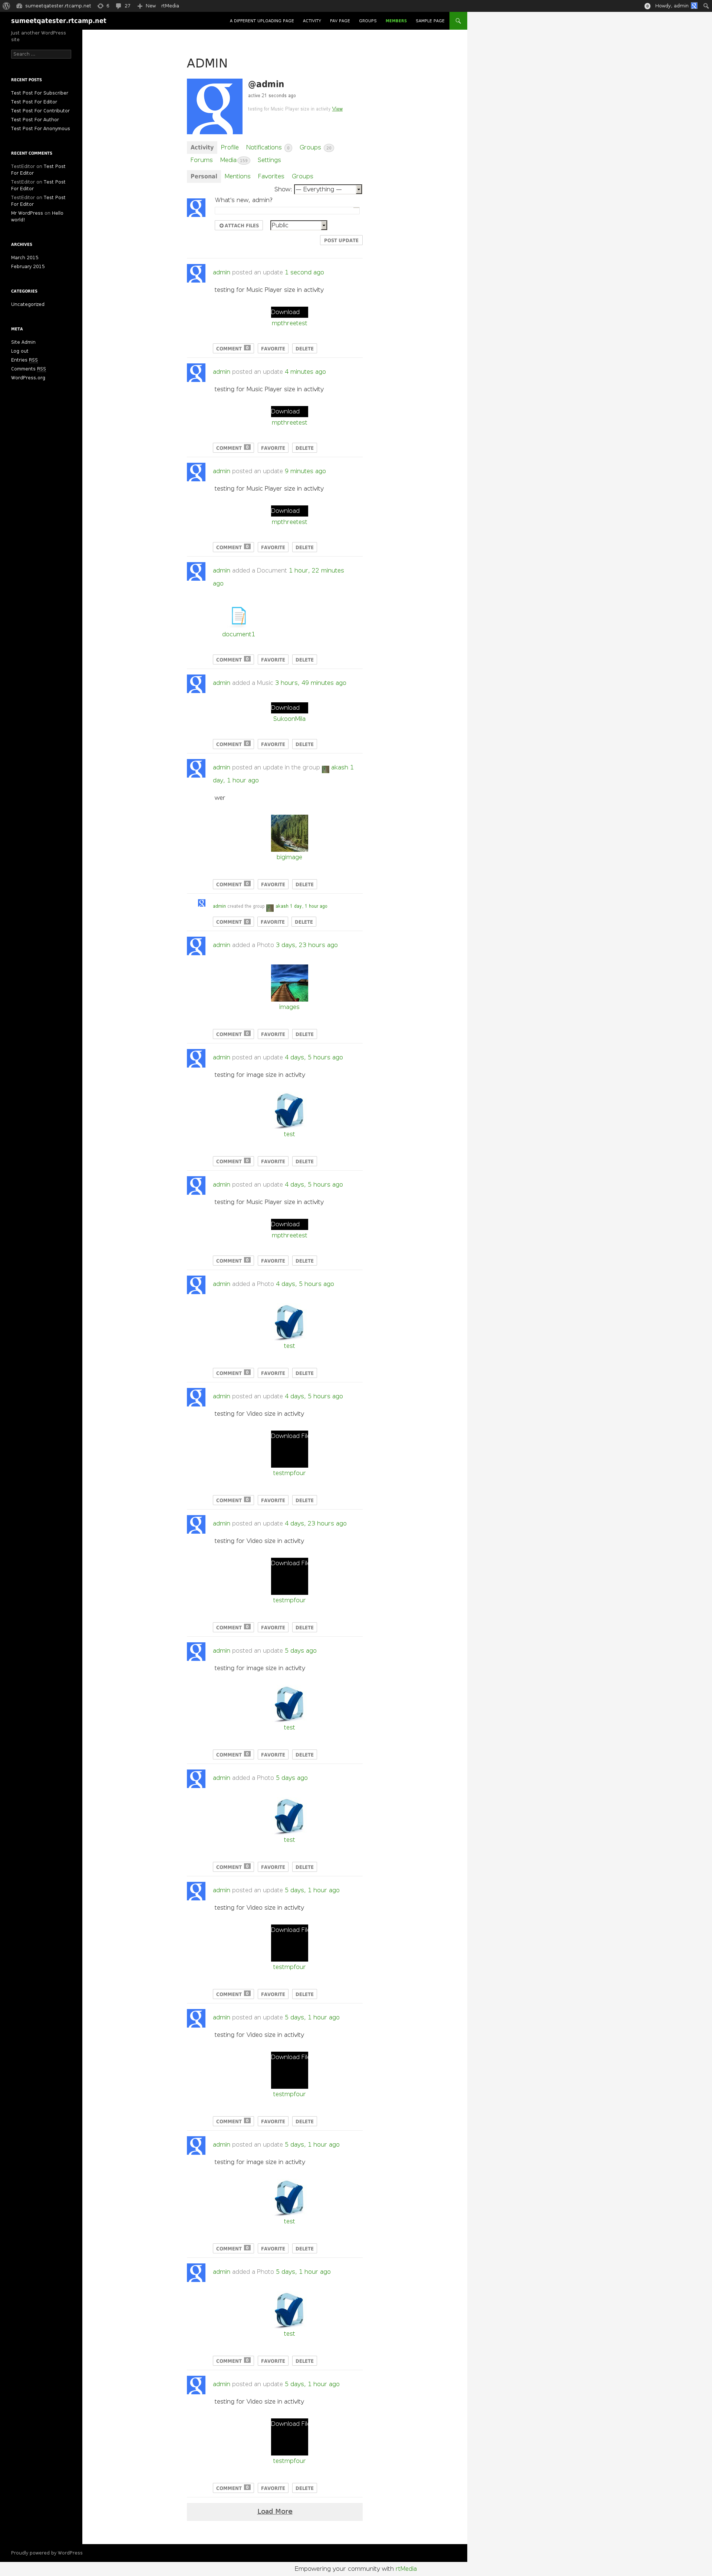 sumeetqatester.rtcamp.net 6 27 New rtMedia 0 Howdy, admin
sumeetqatester.rtcamp.net
A DIFFERENT UPLOADING PAGE ACTIVITY FAV PAGE GROUPS MEMBERS SAMPLE PAGE
Just another WordPress
site
Search ...
RECENT POSTS
Test Post For Subscriber
Test Post For Editor
Test Post For Contributor
Test Post For Author
Test Post For Anonymous
RECENT COMMENTS
TestEditor on Test Post
For Editor
TestEditor on Test Post
For Editor
TestEditor on Test Post
For Editor
Mr WordPress on Hello
world!
ARCHIVES
March 2015
February 2015
CATEGORIES
Uncategorized
META
Site Admin
Log out
Entries RSS
Comments RSS
WordPress.org
ADMIN
@admin
active 21 seconds ago
testing for Music Player size in activity View
Activity Profile Notifications Groups
Forums Media Settings
Personal Mentions Favorites Groups
Show: — Everything —
What's new, admin?
ATTACH FILES Public
POST UPDATE
admin posted an update 1 second ago
testing for Music Player size in activity
Download
mpthreetest
COMMENT 0 FAVORITE DELETE
admin posted an update 4 minutes ago
testing for Music Player size in activity
Download
mpthreetest
COMMENT 0 FAVORITE DELETE
admin posted an update 9 minutes ago
testing for Music Player size in activity
Download
mpthreetest
COMMENT 0 FAVORITE DELETE
admin added a Document 1 hour, 22 minutes
ago
document1
COMMENT 0 FAVORITE DELETE
admin added a Music 3 hours, 49 minutes ago
Download
SukoonMila
COMMENT 0 FAVORITE DELETE
admin posted an update in the group akash 1
day, 1 hour ago
wer
bigimage
COMMENT 0 FAVORITE DELETE
admin created the group akash 1 day, 1 hour ago
COMMENT 0 FAVORITE DELETE
admin added a Photo 3 days, 23 hours ago
images
COMMENT 0 FAVORITE DELETE
admin posted an update 4 days, 5 hours ago
testing for image size in activity
test
COMMENT 0 FAVORITE DELETE
admin posted an update 4 days, 5 hours ago
testing for Music Player size in activity
Download
mpthreetest
COMMENT 0 FAVORITE DELETE
admin added a Photo 4 days, 5 hours ago
test
COMMENT 0 FAVORITE DELETE
admin posted an update 4 days, 5 hours ago
testing for Video size in activity
Download Fil
testmpfour
COMMENT 0 FAVORITE DELETE
admin posted an update 4 days, 23 hours ago
testing for Video size in activity
Download Fil
testmpfour
COMMENT 0 FAVORITE DELETE
admin posted an update 5 days ago
testing for image size in activity
test
COMMENT 0 FAVORITE DELETE
admin added a Photo 5 days ago
test
COMMENT 0 FAVORITE DELETE
admin posted an update 5 days, 1 hour ago
testing for Video size in activity
Download Fil
testmpfour
COMMENT 0 FAVORITE DELETE
admin posted an update 5 days, 1 hour ago
testing for Video size in activity
Download Fil
testmpfour
COMMENT 0 FAVORITE DELETE
admin posted an update 5 days, 1 hour ago
testing for image size in activity
test
COMMENT 0 FAVORITE DELETE
admin added a Photo 5 days, 1 hour ago
test
COMMENT 0 FAVORITE DELETE
admin posted an update 5 days, 1 hour ago
testing for Video size in activity
Download Fil
testmpfour
COMMENT 0 FAVORITE DELETE
Load More
Proudly powered by WordPress
Empowering your community with rtMedia